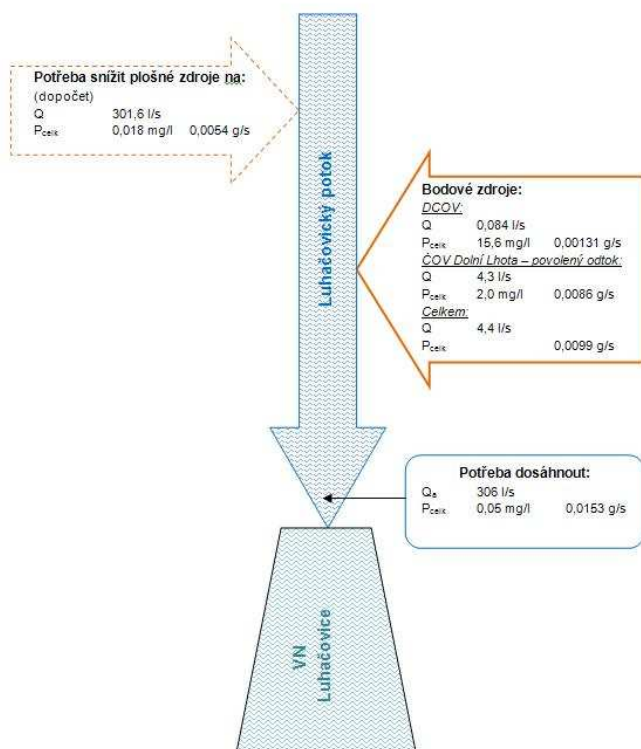 Potřeba snížit plošné zdroje na:
(dopočet)
Q 301,6 l/s
Pcelk 0,018 mg/l 0,0054 g/s
Luhačovický potok
Bodové zdroje:
DCOV:
Q 0,084 l/s
Pcelk 15,6 mg/l 0,00131 g/s
ČOV Dolní Lhota – povolený odtok:
Q 4,3 l/s
Pcelk 2,0 mg/l 0,0086 g/s
Celkem:
Q 4,4 l/s
Pcelk 0,0099 g/s
Potřeba dosáhnout:
Qa 306 l/s
Pcelk 0,05 mg/l 0,0153 g/s
VN
Luhačovice